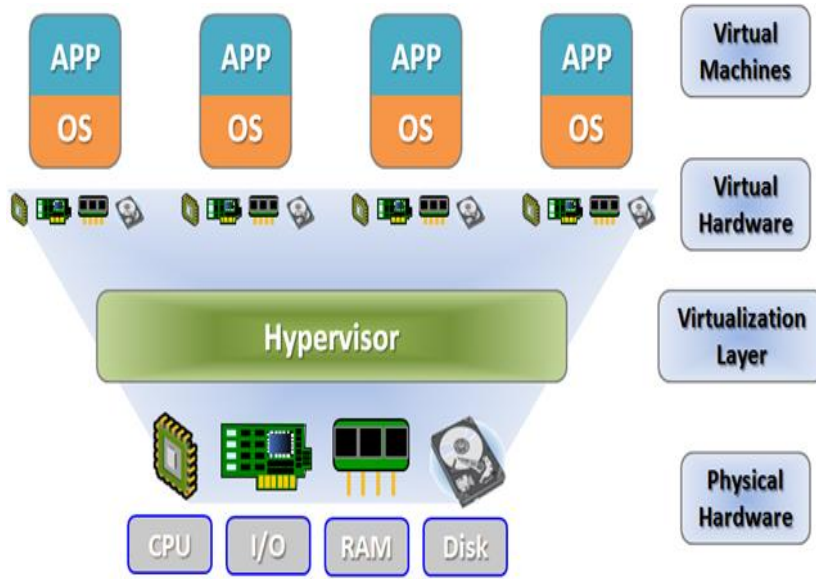 APP
OS
APP
OS
APP
OS
APP
OS
Virtual
Machines
Virtual
Hardware
Hypervisor
Virtualization
Layer
CPU
I/O
RAM
Disk
Physical
Hardware